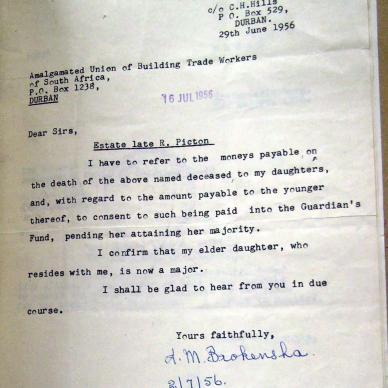 c/o C.H.Hills
P O. Box 529,
DURBAN.
29th June 1956
Amalgamated Union of Building Trade Workers
of South Africa,
P.O. Box 1238,
DURBAN
16 JUL 1956
Dear Sirs,
Estate late R. Picton
I have to refer to the moneys payable on
the death of the above named deceased to my daughters,
and, with regard to the amount payable to the younger
thereof, to consent to such being paid into the Guardian's
Fund, pending her attaining her majority.
I confirm that my elder daughter, who
resides with me, is now a major.
I shall be glad to hear from you in due
course.
Yours faithfully,
A. M. Brokensha.
2/7/56.